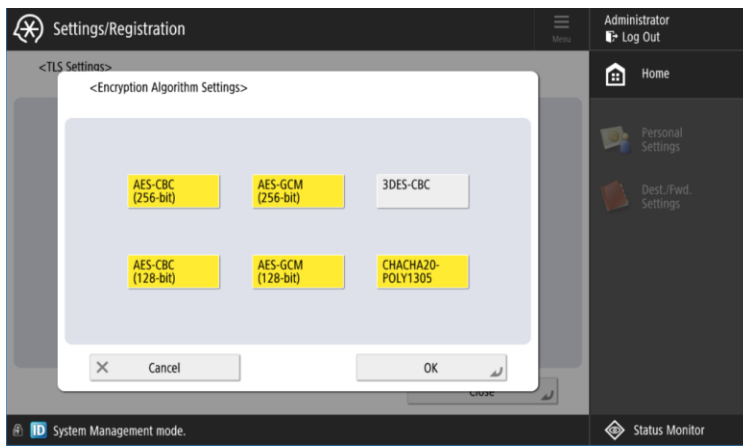 Settings/Registration
Menu
Administrator
Log Out
<TLS Settings>
<Encryption Algorithm Settings>
Home
Personal
Settings
Dest./Fwd.
Settings
AES-CBC
(256-bit)
AES-GCM
(256-bit)
3DES-CBC
AES-CBC
(128-bit)
AES-GCM
(128-bit)
CHACHA20-
POLY1305
Cancel
OK
Close
ID System Management mode.
Status Monitor